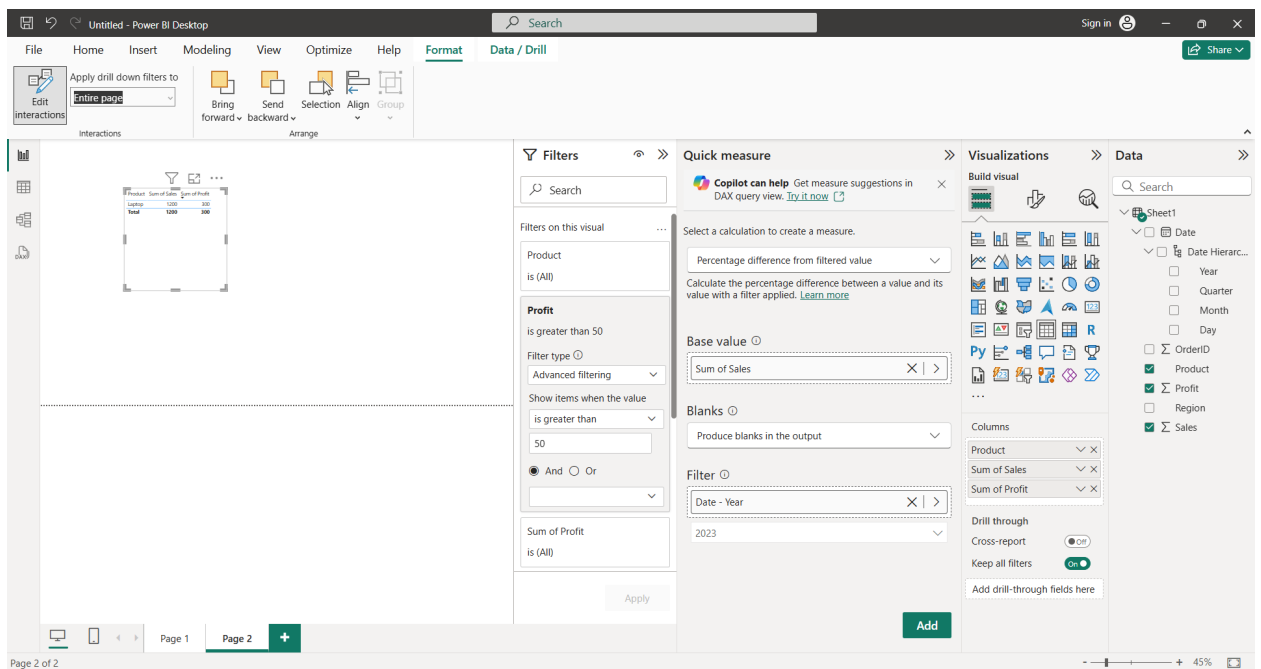 Untitled - Power BI Desktop
Search
Sign in
File Home Insert Modeling View Optimize Help Format Data / Drill
Share
Edit interactions
Apply drill down filters to
Entire page
Interactions
Bring forward
Send backward
Selection
Align
Group
Arrange
Product Sum of Sales Sum of Profit
Laptop 1200 300
Total 1200 300
Filters
Search
Filters on this visual
Product
is (All)
Profit
is greater than 50
Filter type
Advanced filtering
Show items when the value
is greater than
50
And Or
Sum of Profit
is (All)
Apply
Quick measure
Copilot can help Get measure suggestions in
DAX query view. Try it now
Select a calculation to create a measure.
Percentage difference from filtered value
Calculate the percentage difference between a value and its
value with a filter applied. Learn more
Base value
Sum of Sales
Blanks
Produce blanks in the output
Filter
Date - Year
2023
Add
Visualizations
Build visual
123
R
Py
Columns
Product
Sum of Sales
Sum of Profit
Drill through
Cross-report
Off
Keep all filters
On
Add drill-through fields here
Data
Search
Sheet1
Date
Date Hierarc...
Year
Quarter
Month
Day
OrderID
Product
Profit
Region
Sales
DAX
Page 1
Page 2
Page 2 of 2
45%